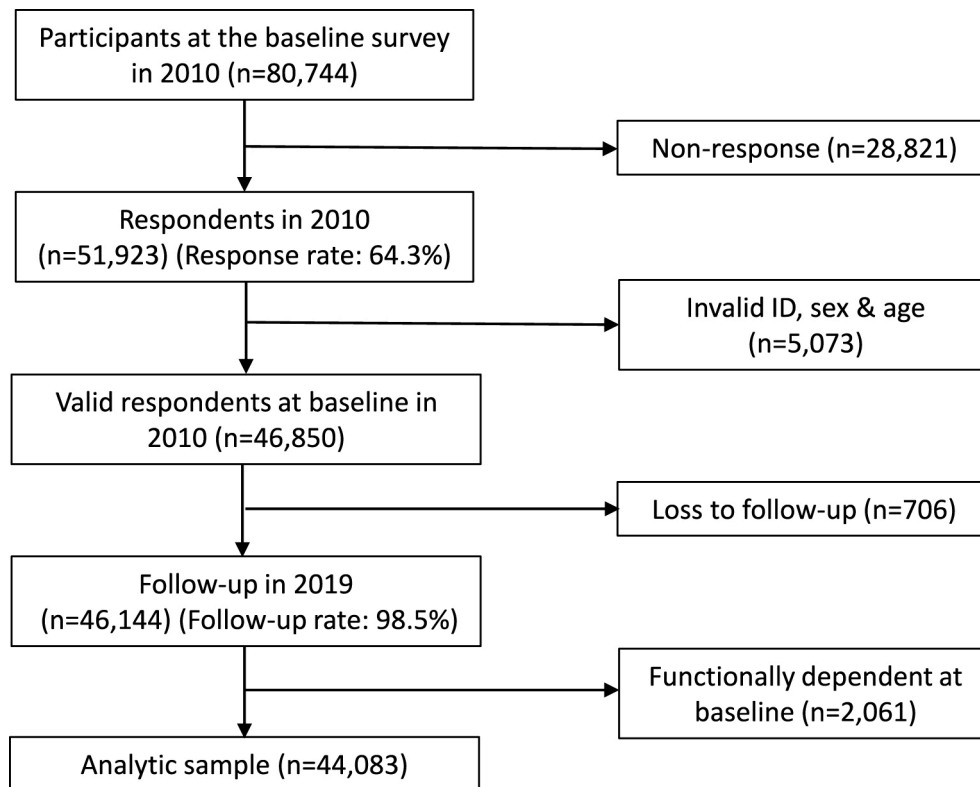 Participants at the baseline survey
in 2010 (n=80,744)
Non-response (n=28,821)
Respondents in 2010
(n=51,923) (Response rate: 64.3%)
Invalid ID, sex & age
(n=5,073)
Valid respondents at baseline in
2010 (n=46,850)
Loss to follow-up (n=706)
Follow-up in 2019
(n=46,144) (Follow-up rate: 98.5%)
Functionally dependent at
baseline (n=2,061)
Analytic sample (n=44,083)